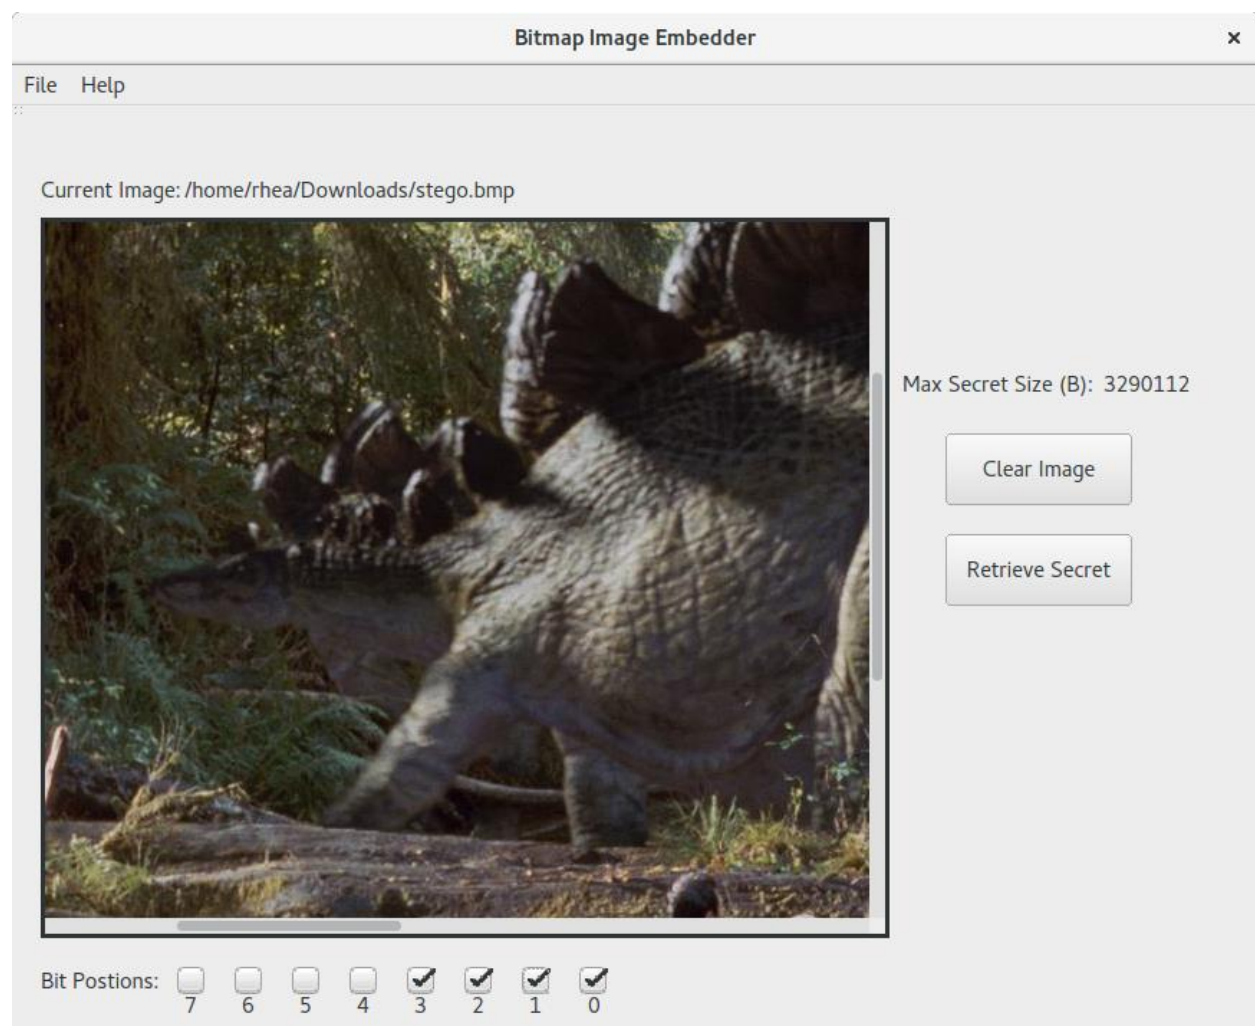 Bitmap Image Embedder ×
File Help
Current Image: /home/rhea/Downloads/stego.bmp
Max Secret Size (B): 3290112
Clear Image
Retrieve Secret
Bit Postions:
7 6 5 4 3 2 1 0